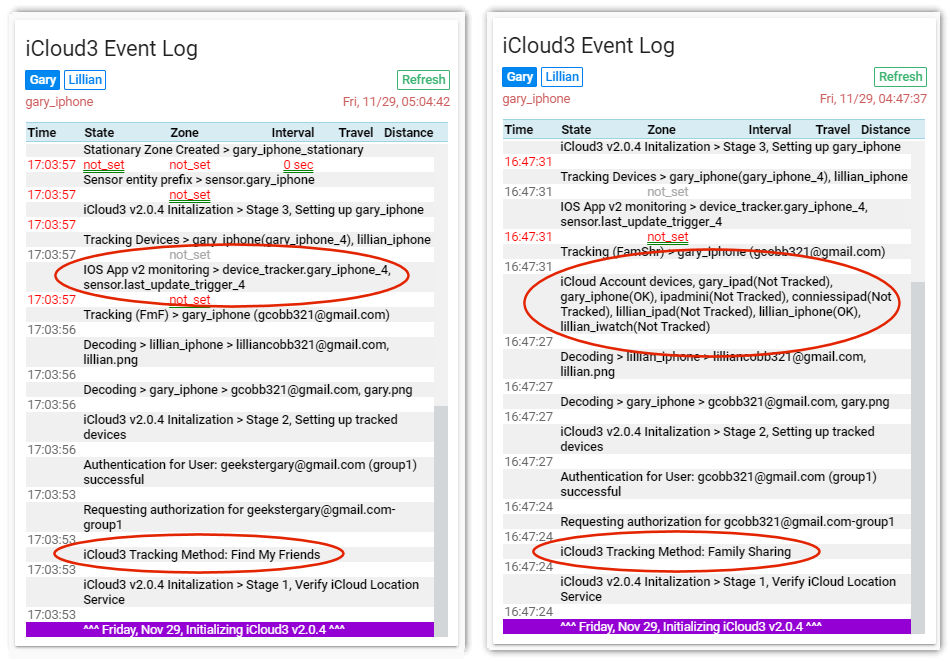 iCloud3 Event Log
Gary Lillian Refresh
gary_iphone Fri, 11/29, 05:04:42
Time State Zone Interval Travel Distance
Stationary Zone Created > gary_iphone_stationary
17:03:57 not_set not_set 0 sec
Sensor entity prefix > sensor.gary_iphone
17:03:57 not_set
iCloud3 v2.0.4 Initalization > Stage 3, Setting up gary_iphone
17:03:57
Tracking Devices > gary_iphone(gary_iphone_4), lillian_iphone
17:03:57 not_set
IOS App v2 monitoring > device_tracker.gary_iphone_4,
sensor.last_update_trigger_4
17:03:57 not_set
Tracking (FmF) > gary_iphone (gcobb321@gmail.com)
17:03:56
Decoding > lillian_iphone > lilliancobb321@gmail.com,
lillian.png
17:03:56
Decoding > gary_iphone > gcobb321@gmail.com, gary.png
17:03:56
iCloud3 v2.0.4 Initalization > Stage 2, Setting up tracked
devices
17:03:56
Authentication for User: geekstergary@gmail.com (group1)
successful
17:03:53
Requesting authorization for geekstergary@gmail.com-
group1
17:03:53
iCloud3 Tracking Method: Find My Friends
17:03:53
iCloud3 v2.0.4 Initalization > Stage 1, Verify iCloud Location
Service
17:03:53
^^^ Friday, Nov 29, Initializing iCloud3 v2.0.4 ^^^
iCloud3 Event Log
Gary Lillian Refresh
gary_iphone Fri, 11/29, 04:47:37
Time State Zone Interval Travel Distance
iCloud3 v2.0.4 Initalization > Stage 3, Setting up gary_iphone
16:47:31
Tracking Devices > gary_iphone(gary_iphone_4), lillian_iphone
16:47:31 not_set
IOS App v2 monitoring > device_tracker.gary_iphone_4,
sensor.last_update_trigger_4
16:47:31 not_set
Tracking (FamShr) > gary_iphone (gcobb321@gmail.com)
16:47:31
iCloud Account devices, gary_ipad(Not Tracked),
gary_iphone(OK), ipadmini(Not Tracked), conniessipad(Not
Tracked), lillian_ipad(Not Tracked), lillian_iphone(OK),
lillian_iwatch(Not Tracked)
16:47:27
Decoding > lillian_iphone > lilliancobb321@gmail.com,
lillian.png
16:47:27
Decoding > gary_iphone > gcobb321@gmail.com, gary.png
16:47:27
iCloud3 v2.0.4 Initalization > Stage 2, Setting up tracked
devices
16:47:27
Authentication for User: gcobb321@gmail.com (group1)
successful
16:47:24
Requesting authorization for gcobb321@gmail.com-group1
16:47:24
iCloud3 Tracking Method: Family Sharing
16:47:24
iCloud3 v2.0.4 Initalization > Stage 1, Verify iCloud Location
Service
16:47:24
^^^ Friday, Nov 29, Initializing iCloud3 v2.0.4 ^^^